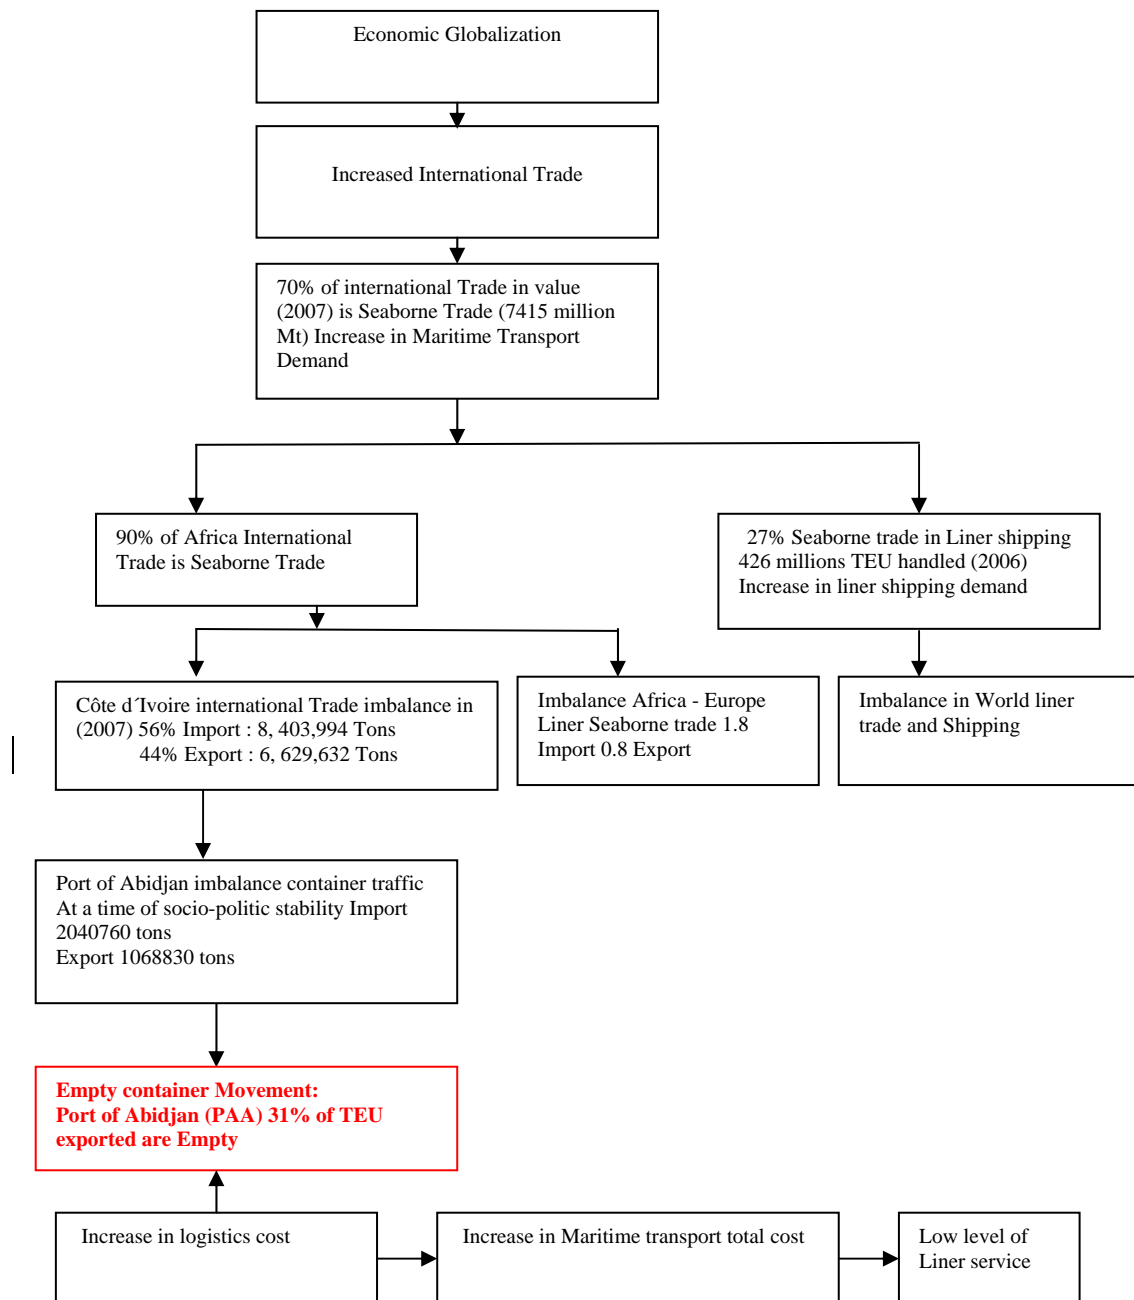 Economic Globalization
Increased International Trade
70% of international Trade in value
(2007) is Seaborne Trade (7415 million
Mt) Increase in Maritime Transport
Demand
90% of Africa International
Trade is Seaborne Trade
27% Seaborne trade in Liner shipping
426 millions TEU handled (2006)
Increase in liner shipping demand
Côte d´Ivoire international Trade imbalance in
(2007) 56% Import : 8, 403,994 Tons
44% Export : 6, 629,632 Tons
Imbalance Africa - Europe
Liner Seaborne trade 1.8
Import 0.8 Export
Imbalance in World liner
trade and Shipping
Port of Abidjan imbalance container traffic
At a time of socio-politic stability Import
2040760 tons
Export 1068830 tons
Empty container Movement:
Port of Abidjan (PAA) 31% of TEU
exported are Empty
Increase in logistics cost
Increase in Maritime transport total cost
Low level of
Liner service